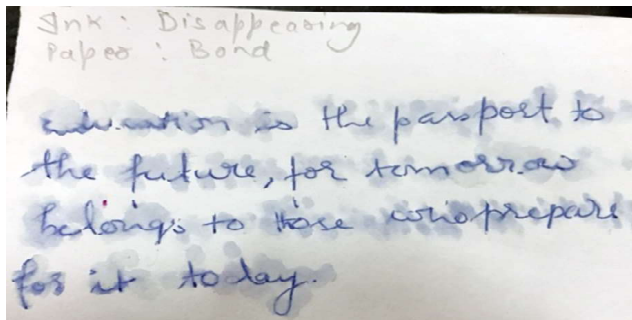 Ink : Disappearing
Paper : Bond
education is the passport to
the future, for tomorrow
belongs to those who prepare
for it today.